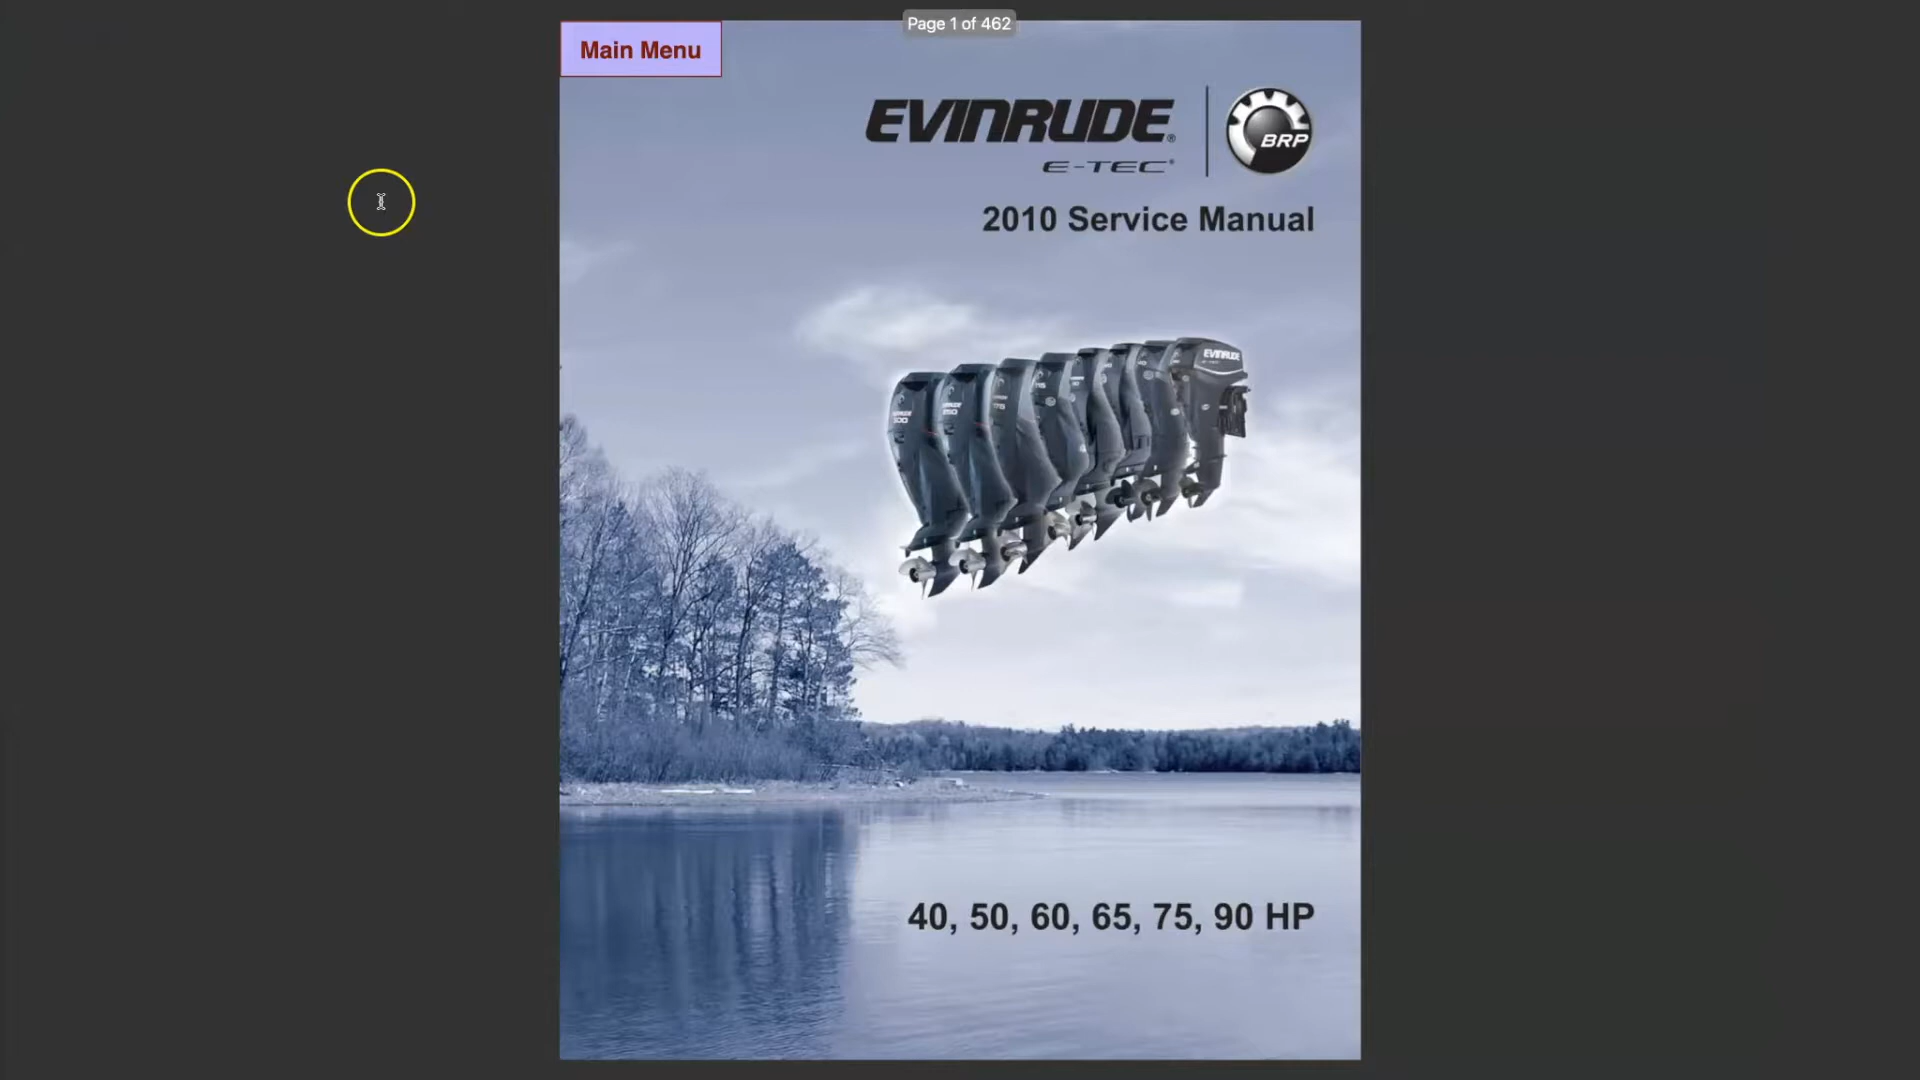 Page 1 of 462
Main Menu
EVINRUDE®
E-TEC®
BRP
2010 Service Manual
EVINRUDE
40, 50, 60, 65, 75, 90 HP